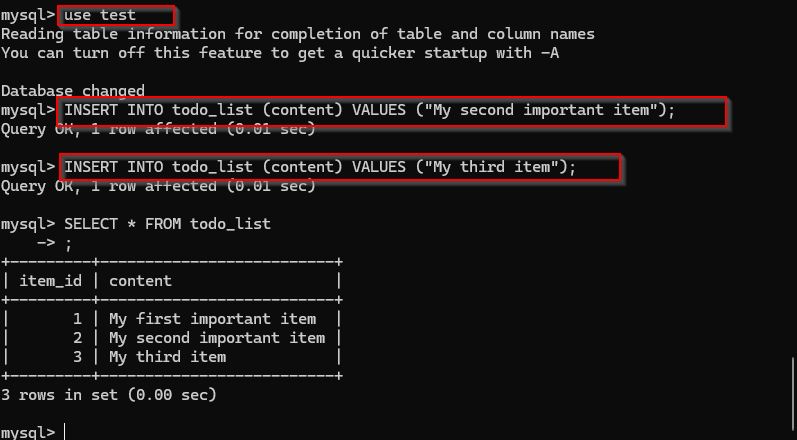 mysql> use test
Reading table information for completion of table and column names
You can turn off this feature to get a quicker startup with -A
Database changed
mysql> INSERT INTO todo_list (content) VALUES ("My second important item");
Query OK, 1 row affected (0.01 sec)
mysql> INSERT INTO todo_list (content) VALUES ("My third item");
Query OK, 1 row affected (0.01 sec)
mysql> SELECT * FROM todo_list
    -> ;
+---------+--------------------------+
| item_id | content                  |
+---------+--------------------------+
|       1 | My first important item  |
|       2 | My second important item |
|       3 | My third item            |
+---------+--------------------------+
3 rows in set (0.00 sec)
mysql>